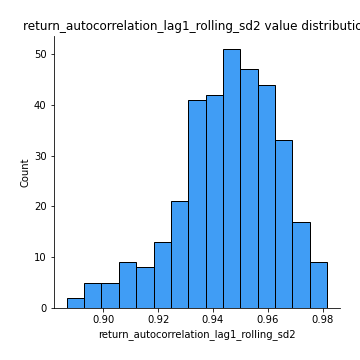 return_autocorrelation_lag1_rolling_sd2 value distributio
50
40
30
20
10
0
Count
0.90 0.92 0.94 0.96 0.98
return_autocorrelation_lag1_rolling_sd2